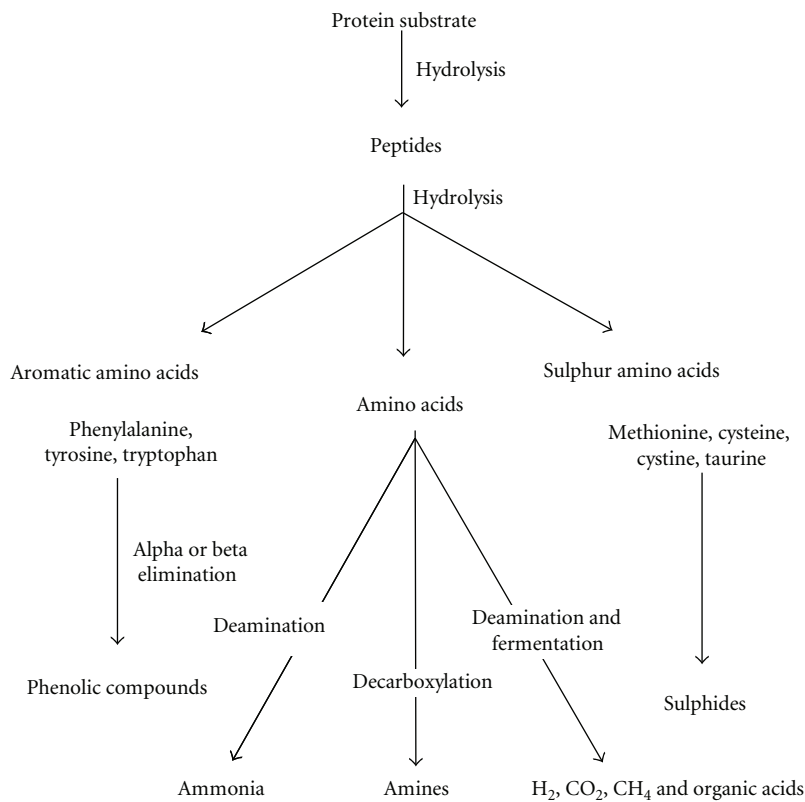 Protein substrate
Hydrolysis
Peptides
Hydrolysis
Aromatic amino acids
Sulphur amino acids
Amino acids
Phenylalanine,
tyrosine, tryptophan
Methionine, cysteine,
cystine, taurine
Alpha or beta
elimination
Deamination
Deamination and
fermentation
Decarboxylation
Phenolic compounds
Sulphides
Ammonia
Amines
H₂, CO₂, CH₄ and organic acids